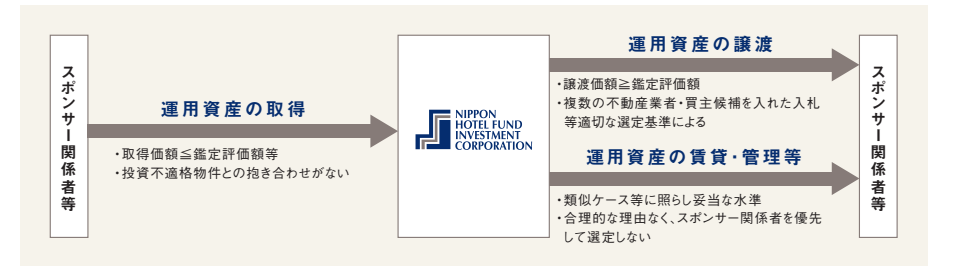 スポンサー関係者等
運用資産の取得
・取得価額≦鑑定評価額等
・投資不適格物件との抱き合わせがない
NIPPON
HOTEL FUND
INVESTMENT
CORPORATION
運用資産の譲渡
・譲渡価額≧鑑定評価額
・複数の不動産業者・買主候補を入れた入札
等適切な選定基準による
運用資産の賃貸・管理等
・類似ケース等に照らし妥当な水準
・合理的な理由なく、スポンサー関係者を優先
して選定しない
スポンサー関係者等